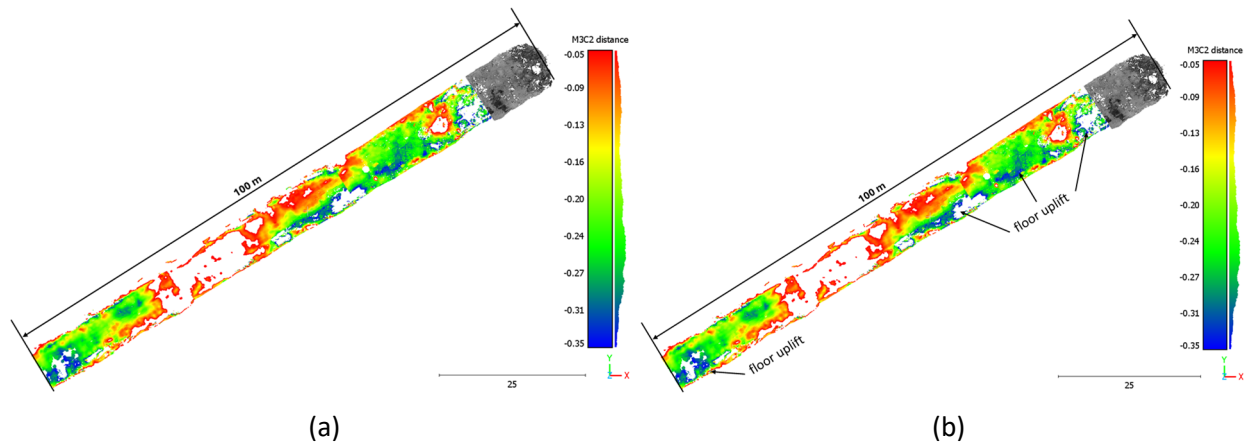 M3C2 distance
-0.05
-0.09
-0.13
-0.16
-0.20
-0.24
-0.27
-0.31
-0.35
100 m
Y
Z X
25
(a)
M3C2 distance
-0.05
-0.09
-0.13
-0.16
-0.20
-0.24
-0.27
-0.31
-0.35
100 m
floor uplift
floor uplift
Y
Z X
25
(b)